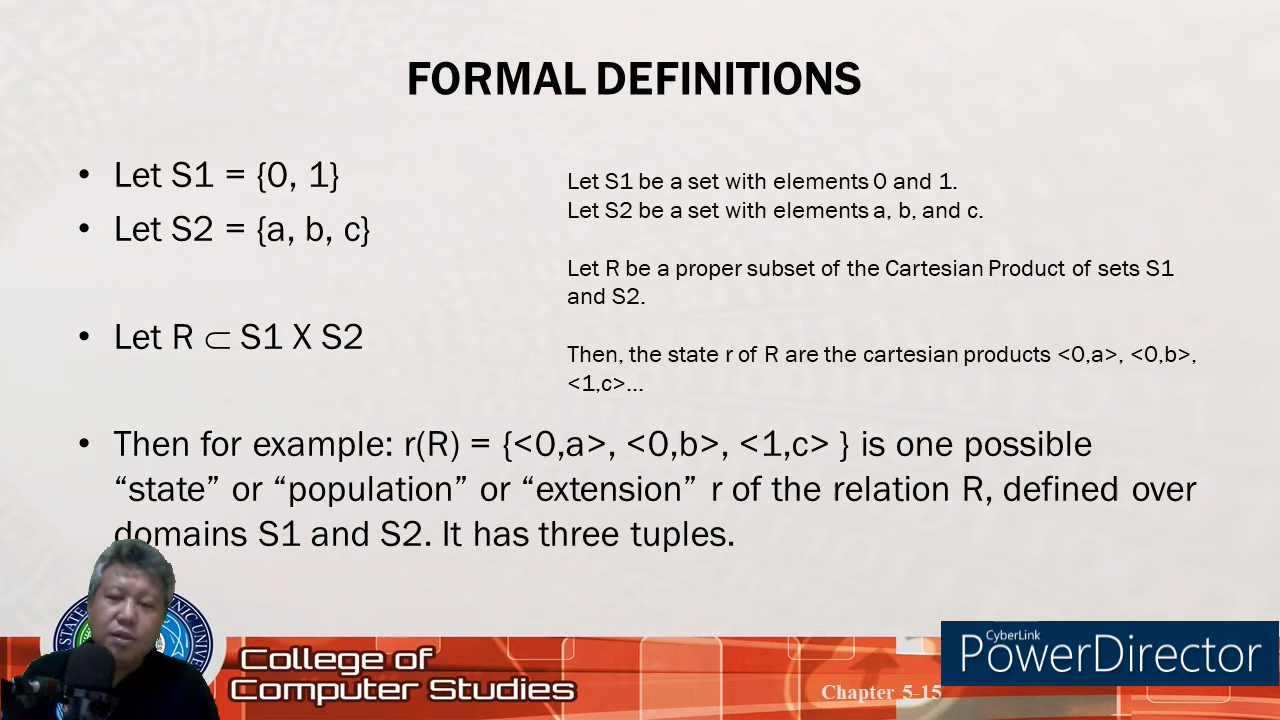 FORMAL DEFINITIONS
• Let S1 = {0, 1}
• Let S2 = {a, b, c}
• Let R ⊂ S1 X S2
Let S1 be a set with elements 0 and 1.
Let S2 be a set with elements a, b, and c.
Let R be a proper subset of the Cartesian Product of sets S1
and S2.
Then, the state r of R are the cartesian products <0,a>, <0,b>,
<1,c>...
• Then for example: r(R) = {<0,a>, <0,b>, <1,c> } is one possible
“state” or “population” or “extension” r of the relation R, defined over
domains S1 and S2. It has three tuples.
STATE
College of
Computer Studies
Chapter 5-15
CyberLink
PowerDirector